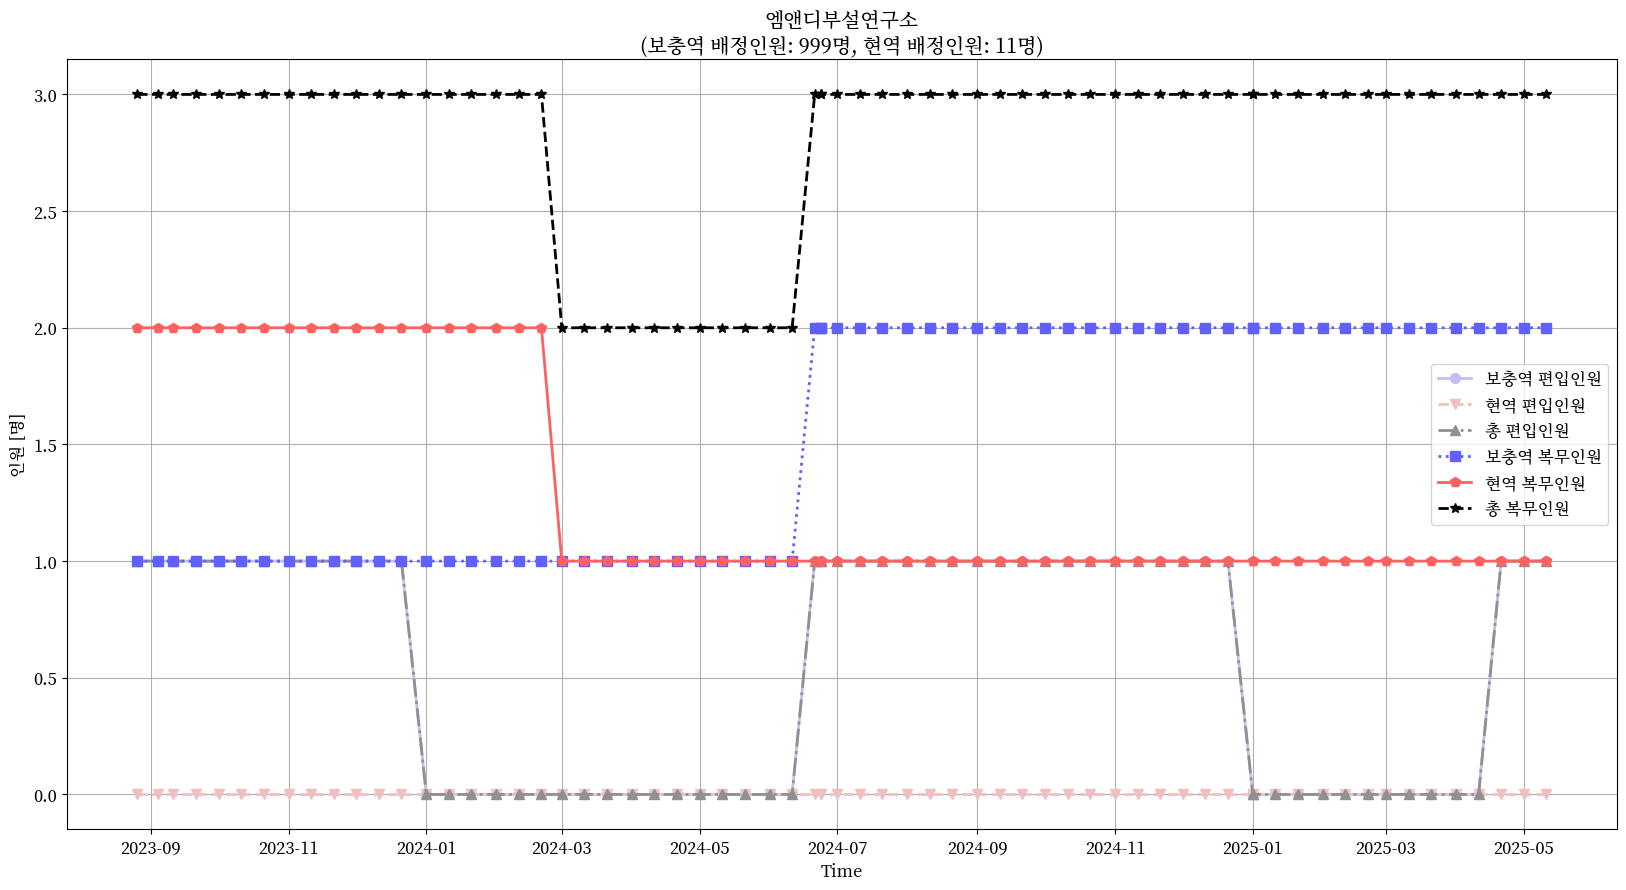 엠앤디부설연구소
(보충역 배정인원: 999명, 현역 배정인원: 11명)
3.0
2.5
2.0
1.5
1.0
0.5
0.0
인원 [명]
보충역 편입인원
현역 편입인원
총 편입인원
보충역 복무인원
현역 복무인원
총 복무인원
2023-09 2023-11 2024-01 2024-03 2024-05 2024-07 2024-09 2024-11 2025-01 2025-03 2025-05
Time